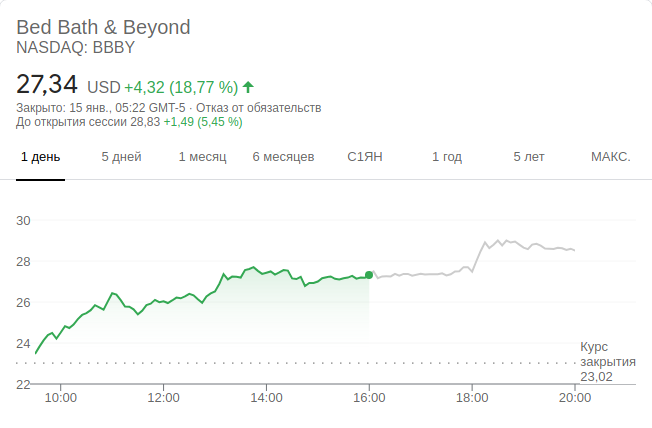 Bed Bath & Beyond
NASDAQ: BBBY
27,34 USD +4,32 (18,77 %)
Закрыто: 15 янв., 05:22 GMT-5 · Отказ от обязательств
До открытия сессии 28,83 +1,49 (5,45 %)
1 день 5 дней 1 месяц 6 месяцев С1ЯН 1 год 5 лет МАКС.
30
28
26
24
Курс
закрытия
23,02
22
10:00 12:00 14:00 16:00 18:00 20:00